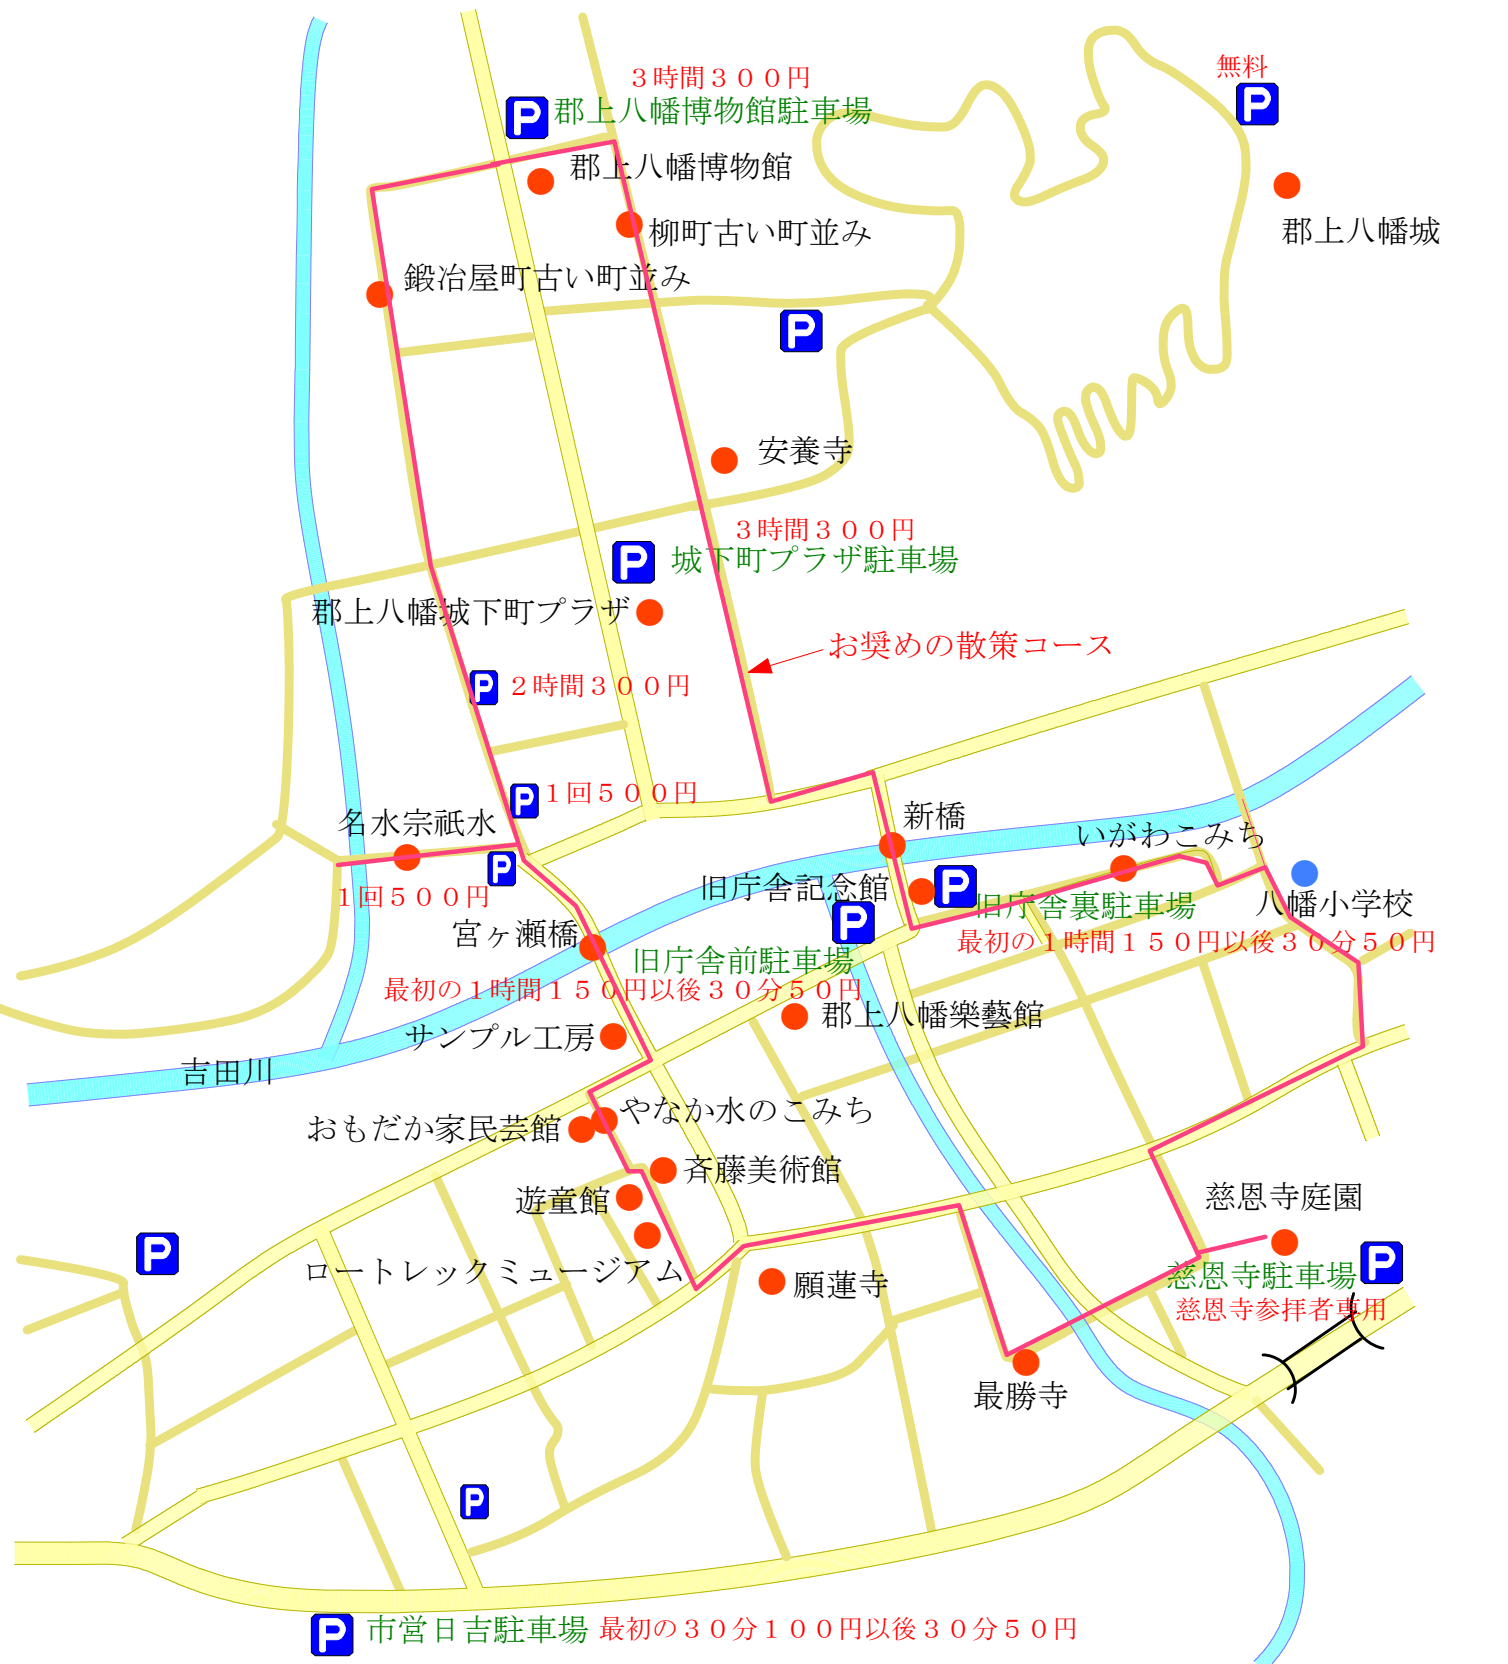 無料
３時間３００円
P
郡上八幡博物館駐車場
P
郡上八幡博物館
柳町古い町並み
郡上八幡城
鍛冶屋町古い町並み
P
安養寺
３時間３００円
P
城下町プラザ駐車場
郡上八幡城下町プラザ
お奨めの散策コース
P
２時間３００円
P
１回５００円
名水宗祇水
新橋
いがわこみち
P
１回５００円
旧庁舎記念館
P
旧庁舎裏駐車場
八幡小学校
P
宮ヶ瀬橋
最初の１時間１５０円以後３０分５０円
旧庁舎前駐車場
最初の１時間１５０円以後３０分５０円
郡上八幡樂藝館
サンプル工房
吉田川
やなか水のこみち
おもだか家民芸館
斉藤美術館
遊童館
慈恩寺庭園
P
ロートレックミュージアム
願蓮寺
慈恩寺駐車場
P
慈恩寺参拝者専用
最勝寺
P
P
市営日吉駐車場
最初の３０分１００円以後３０分５０円